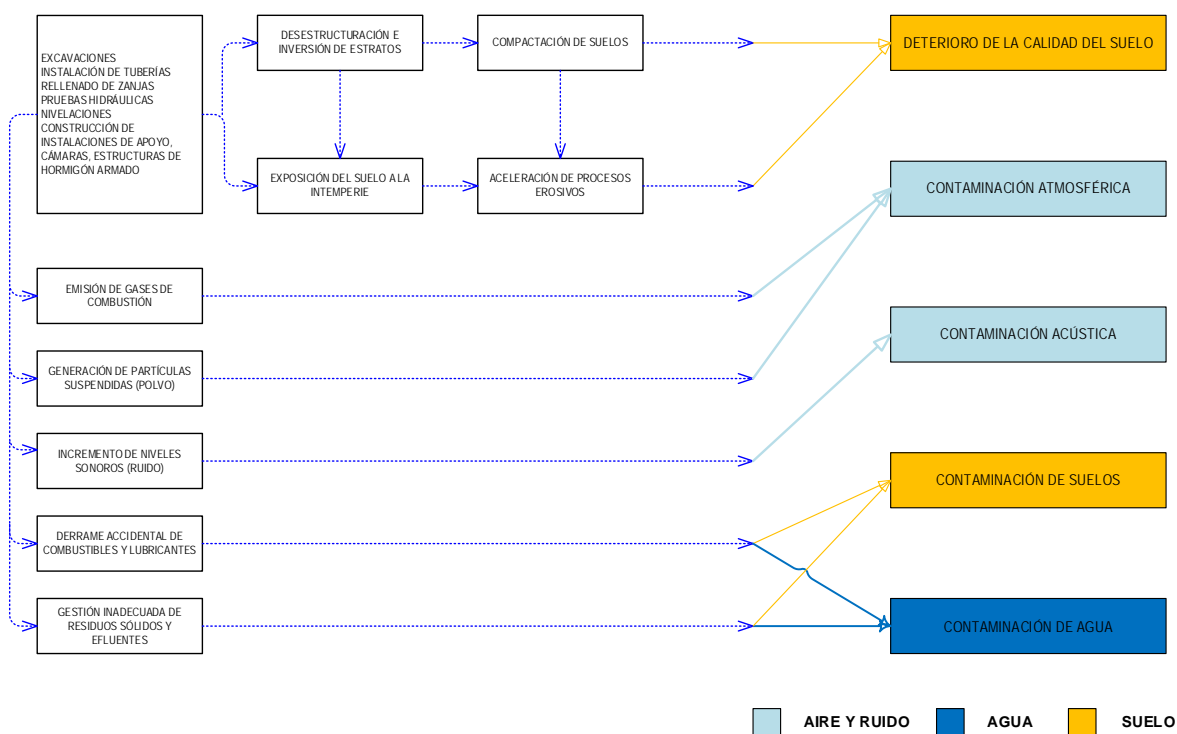 EXCAVACIONES
INSTALACIÓN DE TUBERÍAS
RELLENADO DE ZANJAS
PRUEBAS HIDRÁULICAS
NIVELACIONES
CONSTRUCCIÓN DE
INSTALACIONES DE APOYO,
CÁMARAS, ESTRUCTURAS DE
HORMIGÓN ARMADO
DESESTRUCTURACIÓN E
INVERSIÓN DE ESTRATOS
COMPACTACIÓN DE SUELOS
DETERIORO DE LA CALIDAD DEL SUELO
EXPOSICIÓN DEL SUELO A LA
INTEMPERIE
ACELERACIÓN DE PROCESOS
EROSIVOS
CONTAMINACIÓN ATMOSFÉRICA
EMISIÓN DE GASES DE
COMBUSTIÓN
CONTAMINACIÓN ACÚSTICA
GENERACIÓN DE PARTÍCULAS
SUSPENDIDAS (POLVO)
INCREMENTO DE NIVELES
SONOROS (RUIDO)
CONTAMINACIÓN DE SUELOS
DERRAME ACCIDENTAL DE
COMBUSTIBLES Y LUBRICANTES
GESTIÓN INADECUADA DE
RESIDUOS SÓLIDOS Y
EFLUENTES
CONTAMINACIÓN DE AGUA
AIRE Y RUIDO
AGUA
SUELO